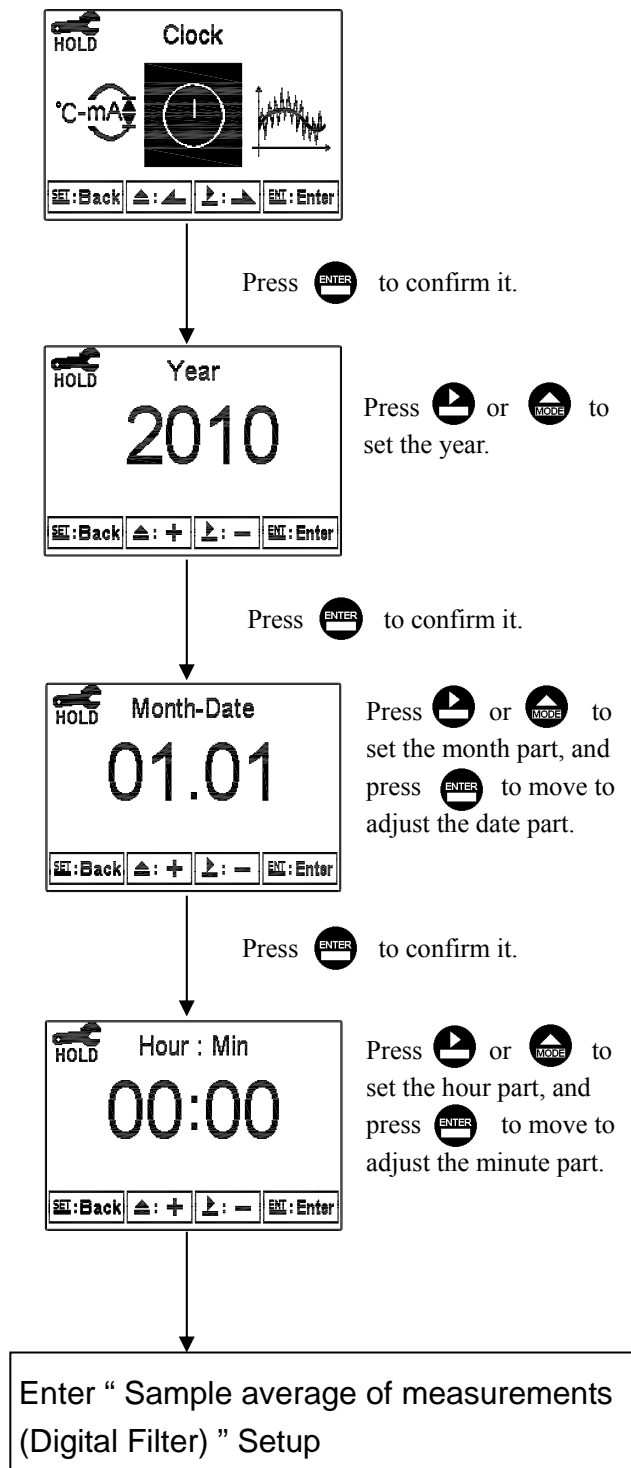 HOLD
Clock
°C-mA
SET:Back ENT:Enter
Press ENTER to confirm it.
HOLD
Year
2010
SET:Back : + : - ENT:Enter
Press or MODE to
set the year.
Press ENTER to confirm it.
HOLD
Month-Date
01.01
SET:Back : + : - ENT:Enter
Press or MODE to
set the month part, and
press ENTER to move to
adjust the date part.
Press ENTER to confirm it.
HOLD
Hour : Min
00:00
SET:Back : + : - ENT:Enter
Press or MODE to
set the hour part, and
press ENTER to move to
adjust the minute part.
Enter “ Sample average of measurements
(Digital Filter) ” Setup